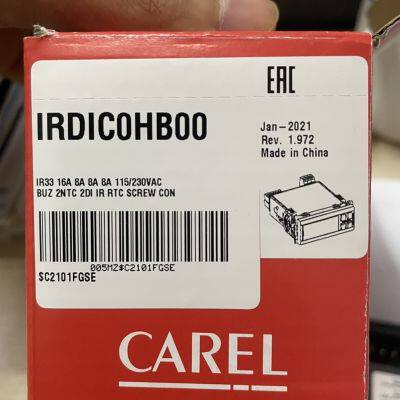 EAC
IRDIC0HB00
Jan-2021
Rev. 1.972
Made in China
IR33 16A 8A 8A 8A 115/230VAC
BUZ 2NTC 2DI IR RTC SCREW CON
005MZ$C2101FGSE
$C2101FGSE
CAREL